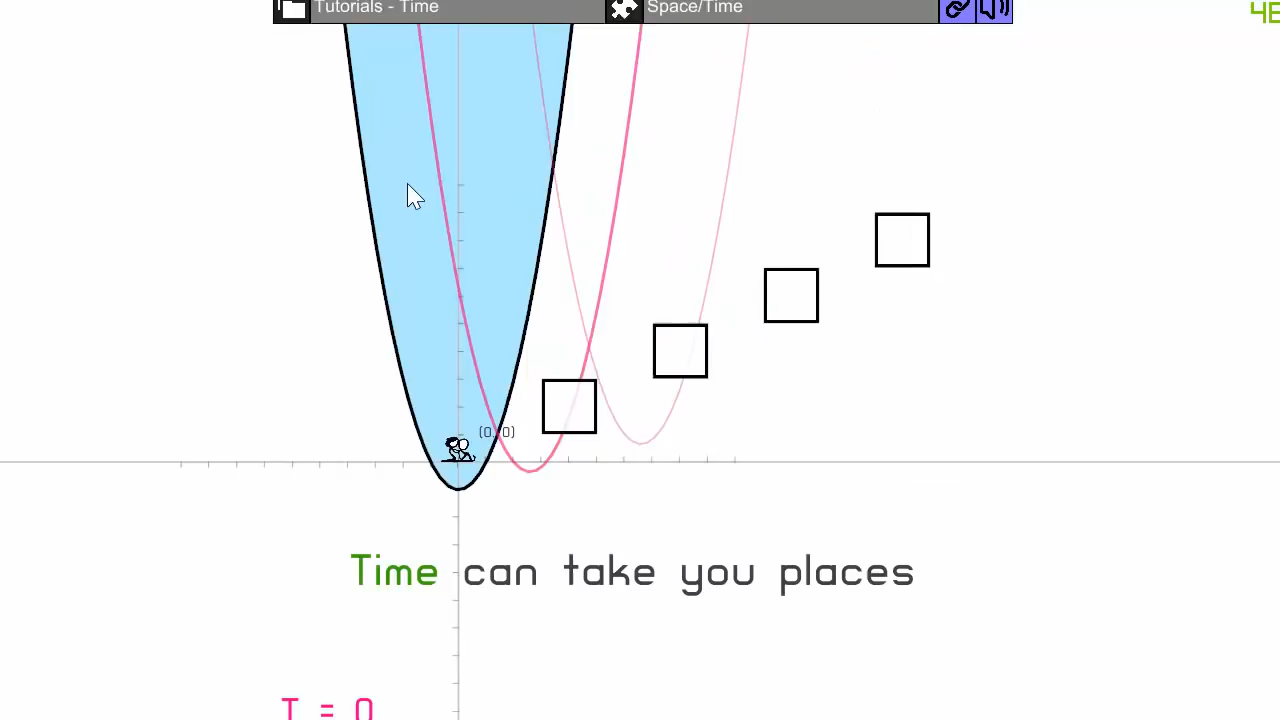 Tutorials - Time
Space/Time
(0, 0)
Time can take you places
T = 0